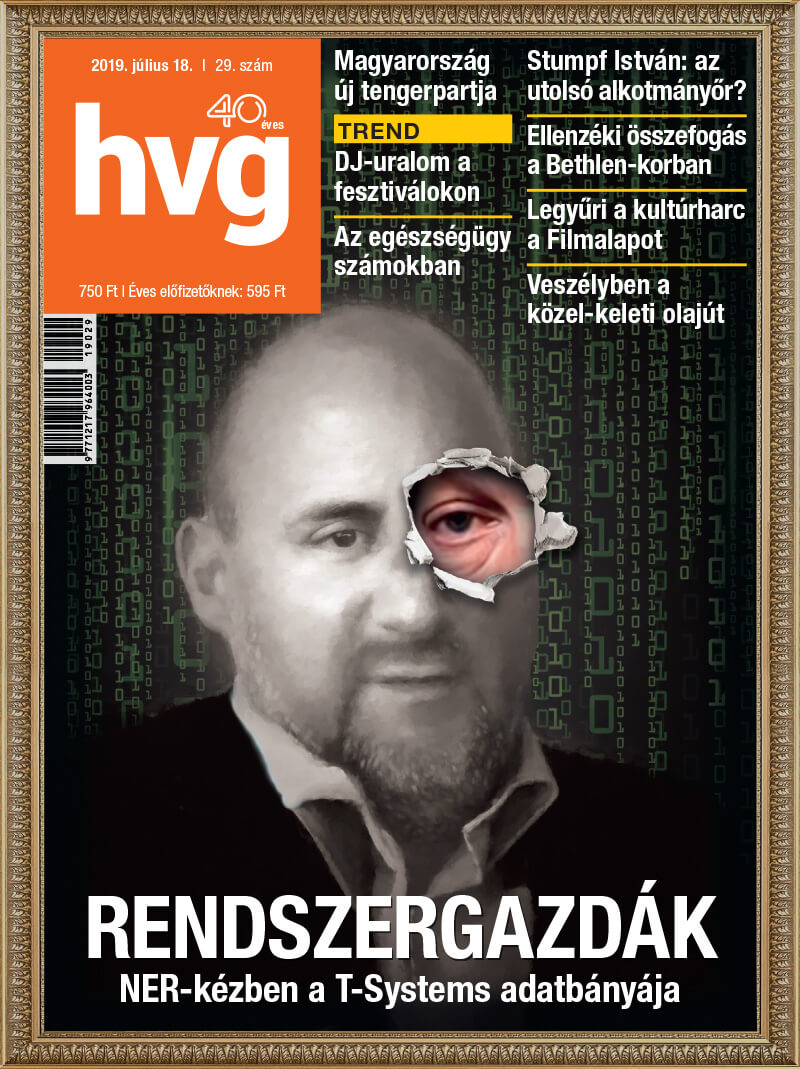 2019. július 18. | 29. szám
40
éves
hvg
750 Ft | Éves előfizetőknek: 595 Ft
19029
9771217964003
Magyarország
új tengerpartja
TREND
DJ-uralom a
fesztiválokon
Az egészségügy
számokban
Stumpf István: az
utolsó alkotmányőr?
Ellenzéki összefogás
a Bethlen-korban
Legyűri a kultúrharc
a Filmalapot
Veszélyben a
közel-keleti olajút
RENDSZERGAZDÁK
NER-kézben a T-Systems adatbányája